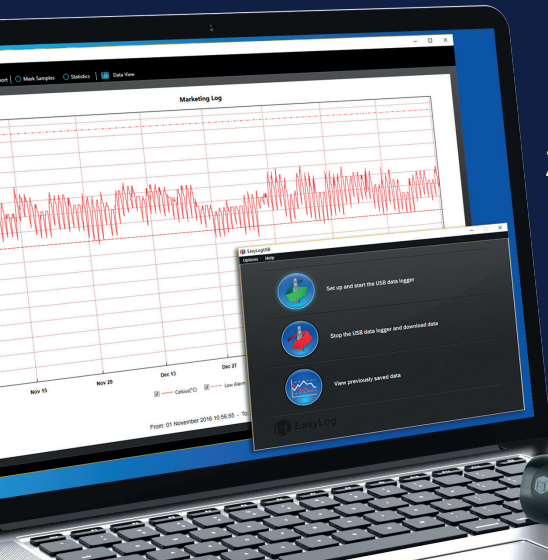 ort | Mark Samples Statistics | Data View
Marketing Log
Nov 15 Nov 29 Dec 13 Dec 27
Celsius(°C) Low Alarm
From: 01 November 2016 10:56:55 - To
EasyLogUSB
Options Help
Set up and start the USB data logger
Stop the USB data logger and download data
View previously saved data
EasyLog